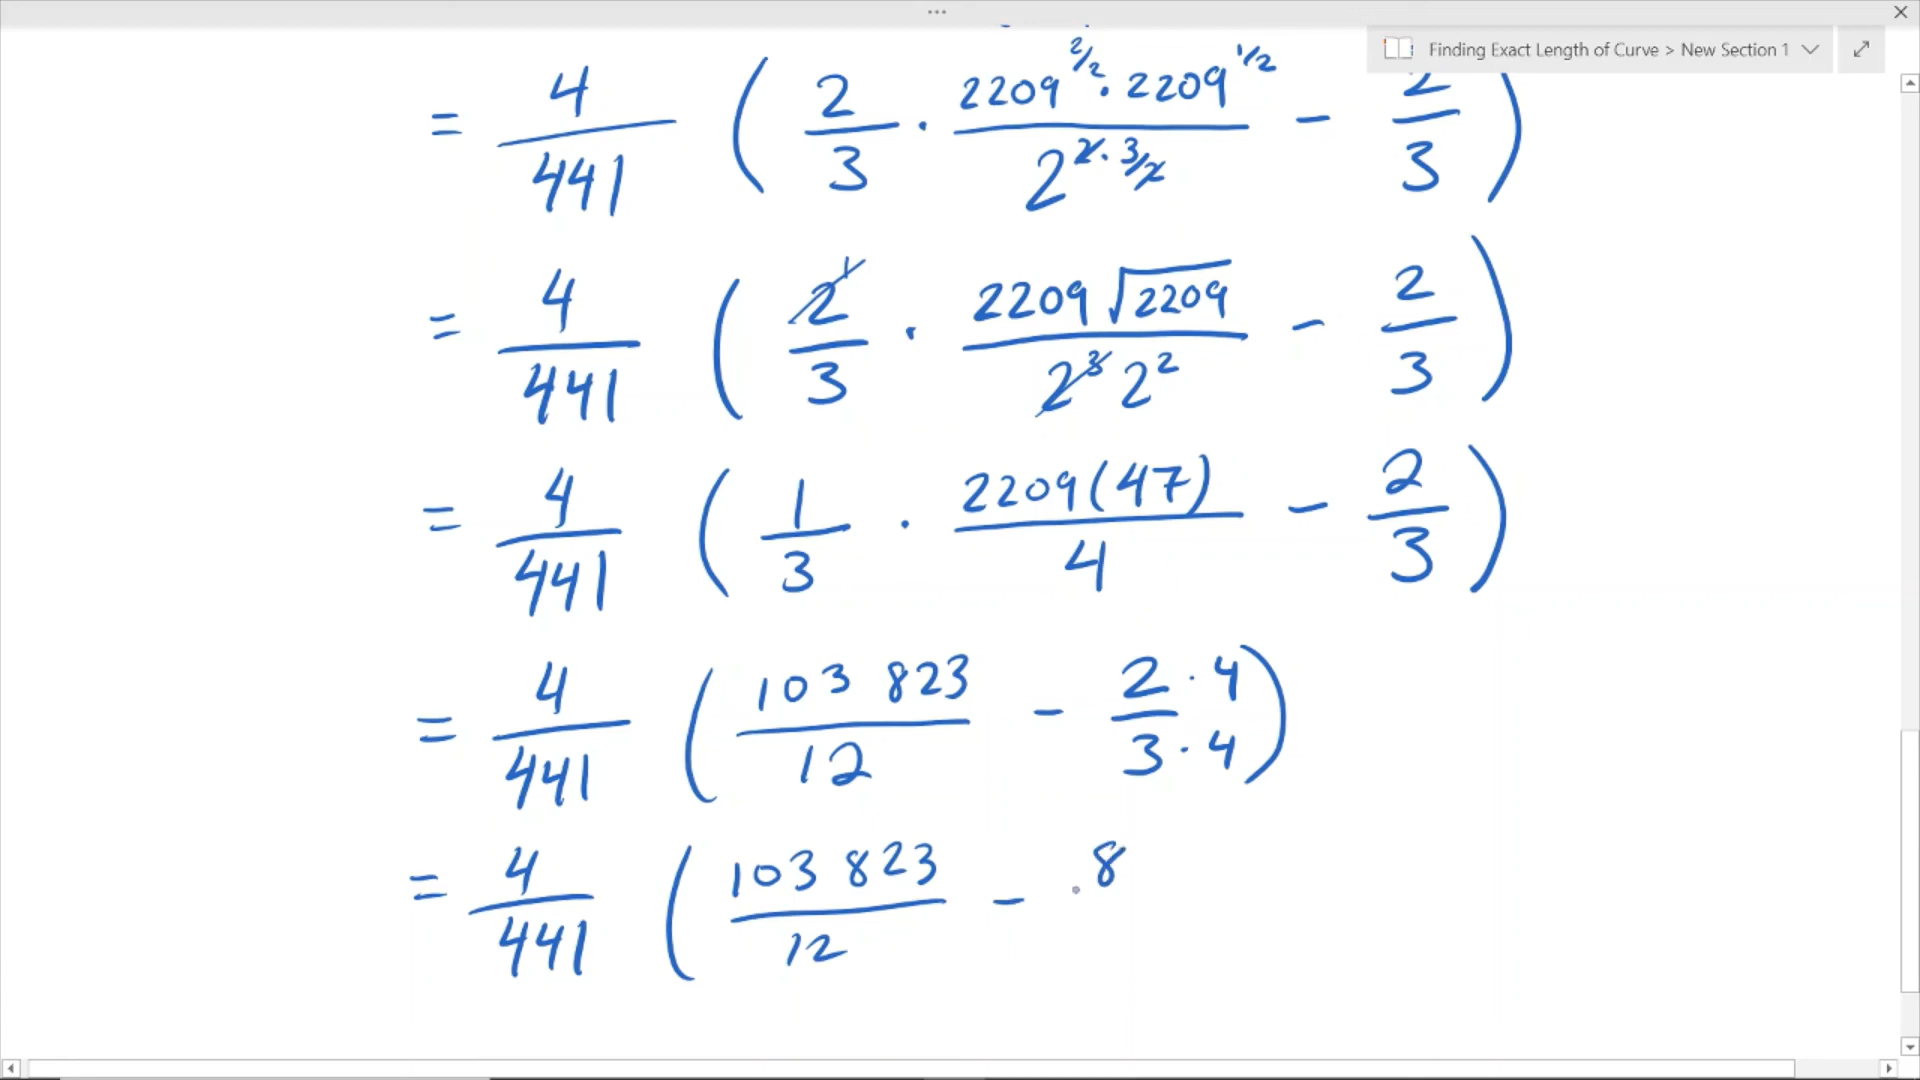 Finding Exact Length of Curve > New Section 1
= 4/441 ( 2/3 · 2209^2/2 · 2209^1/2 / 2^2·3/2 − 2/3 )
= 4/441 ( 2^1/3 · 2209√2209 / 2^3 2^2 − 2/3 )
= 4/441 ( 1/3 · 2209(47)/4 − 2/3 )
= 4/441 ( 103 823/12 − 2·4/3·4 )
= 4/441 ( 103 823/12 − 8